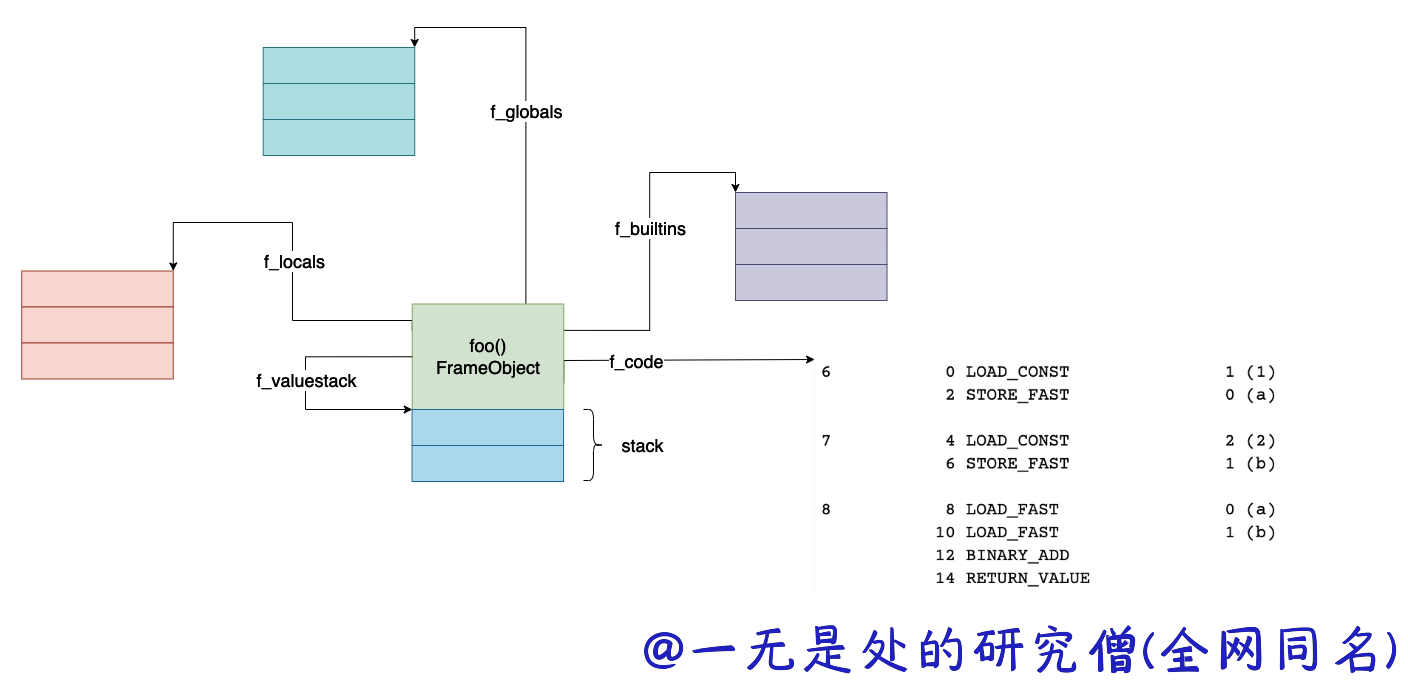 f_globals
f_builtins
f_locals
foo()
FrameObject
f_valuestack
f_code
stack
6 0 LOAD_CONST 1 (1)
2 STORE_FAST 0 (a)
7 4 LOAD_CONST 2 (2)
6 STORE_FAST 1 (b)
8 8 LOAD_FAST 0 (a)
10 LOAD_FAST 1 (b)
12 BINARY_ADD
14 RETURN_VALUE
@一无是处的研究僧(全网同名)